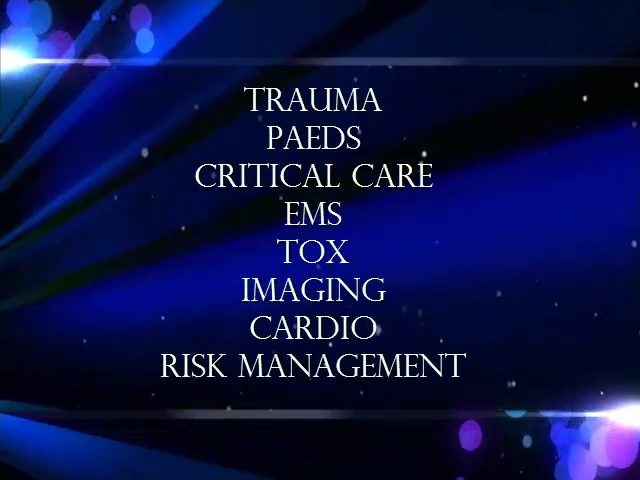 TRAUMA
PAEDS
CRITICAL CARE
EMS
TOX
IMAGING
CARDIO
RISK MANAGEMENT